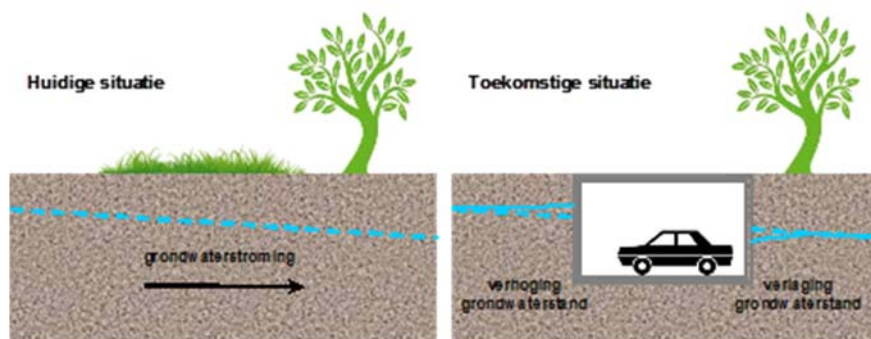 Huidige situatie
grondwaterstroming
Toekomstige situatie
verhoging
grondwaterstand
verlaging
grondwaterstand